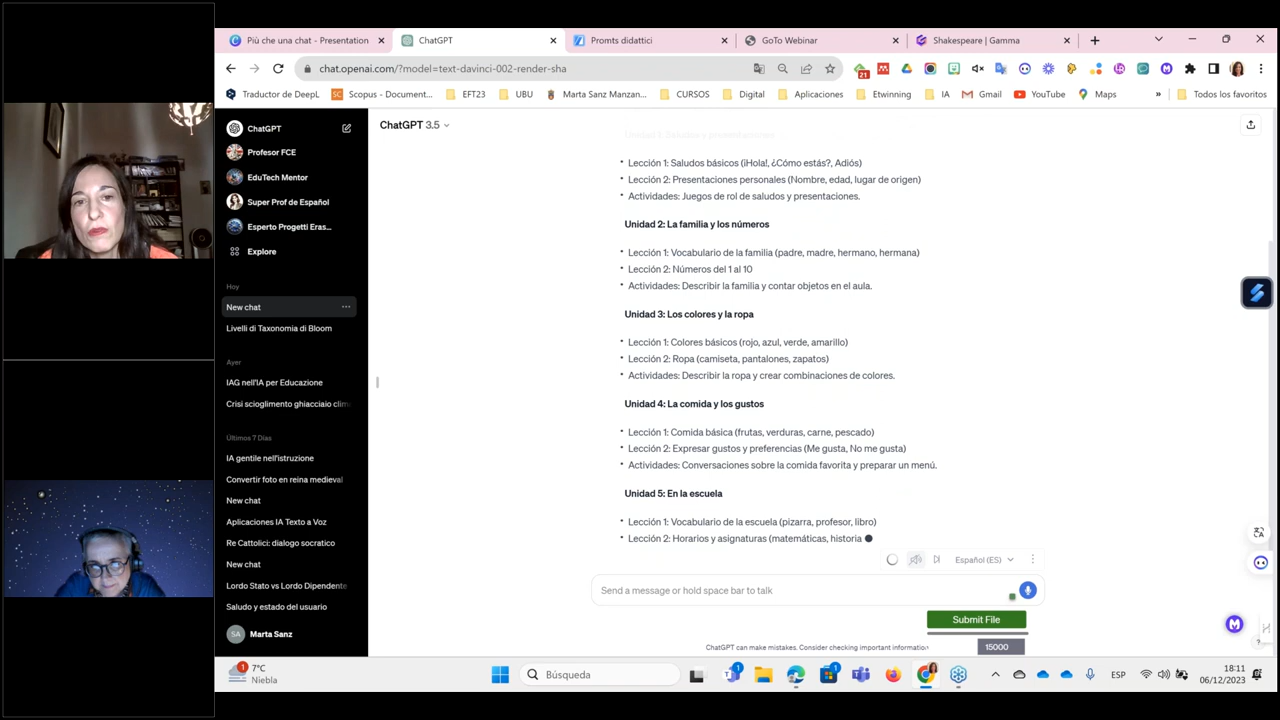 Più che una chat - Presentation
ChatGPT
Promts didattici
GoTo Webinar
Shakespeare | Gamma
chat.openai.com/?model=text-davinci-002-render-sha
21
Traductor de DeepL
SC
Scopus - Document...
EFT23
UBU
Marta Sanz Manzan...
CURSOS
Digital
Aplicaciones
Etwinning
IA
Gmail
YouTube
Maps
»
Todos los favoritos
ChatGPT
Profesor FCE
EduTech Mentor
Super Prof de Español
Esperto Progetti Eras...
Explore
Hoy
New chat
Livelli di Taxonomia di Bloom
Ayer
IAG nell'IA per Educazione
Crisi scioglimento ghiacciaio clim
Últimos 7 Días
IA gentile nell'istruzione
Convertir foto en reina medieval
New chat
Aplicaciones IA Texto a Voz
Re Cattolici: dialogo socratico
New chat
Lordo Stato vs Lordo Dipendente
Saludo y estado del usuario
SA
Marta Sanz
ChatGPT 3.5
• Lección 1: Saludos básicos (¡Hola!, ¿Cómo estás?, Adiós)
• Lección 2: Presentaciones personales (Nombre, edad, lugar de origen)
• Actividades: Juegos de rol de saludos y presentaciones.
Unidad 2: La familia y los números
• Lección 1: Vocabulario de la familia (padre, madre, hermano, hermana)
• Lección 2: Números del 1 al 10
• Actividades: Describir la familia y contar objetos en el aula.
Unidad 3: Los colores y la ropa
• Lección 1: Colores básicos (rojo, azul, verde, amarillo)
• Lección 2: Ropa (camiseta, pantalones, zapatos)
• Actividades: Describir la ropa y crear combinaciones de colores.
Unidad 4: La comida y los gustos
• Lección 1: Comida básica (frutas, verduras, carne, pescado)
• Lección 2: Expresar gustos y preferencias (Me gusta, No me gusta)
• Actividades: Conversaciones sobre la comida favorita y preparar un menú.
Unidad 5: En la escuela
• Lección 1: Vocabulario de la escuela (pizarra, profesor, libro)
• Lección 2: Horarios y asignaturas (matemáticas, historia
Español (ES)
Send a message or hold space bar to talk
Submit File
ChatGPT can make mistakes. Consider checking important information.
15000
?
1
7°C
Niebla
Búsqueda
1
1
ESP
18:11
06/12/2023